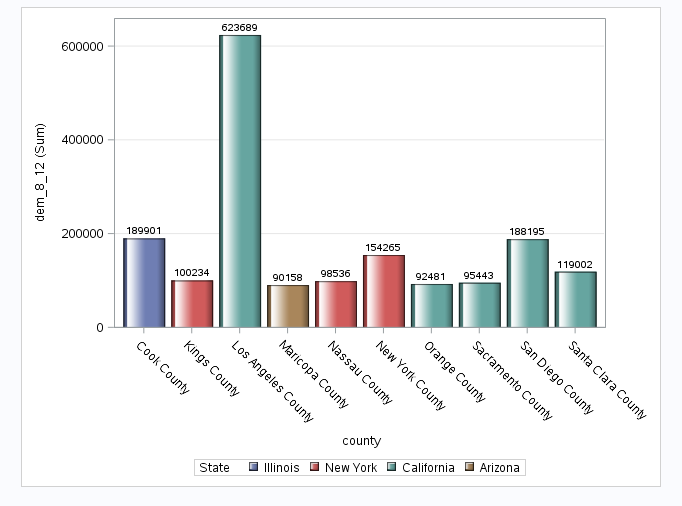 623689
600000
400000
200000
0
dem_8_12 (Sum)
189901
100234
90158
98536
154265
92481
95443
188195
119002
Cook County
Kings County
Los Angeles County
Maricopa County
Nassau County
New York County
Orange County
Sacramento County
San Diego County
Santa Clara County
county
State Illinois New York California Arizona